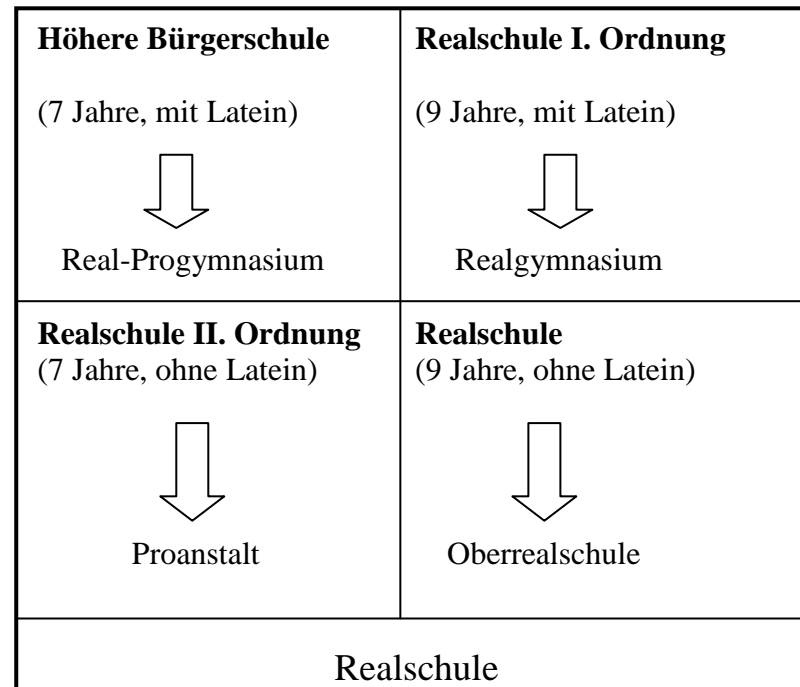 Höhere Bürgerschule
(7 Jahre, mit Latein)
Real-Progymnasium
Realschule I. Ordnung
(9 Jahre, mit Latein)
Realgymnasium
Realschule II. Ordnung
(7 Jahre, ohne Latein)
Proanstalt
Realschule
(9 Jahre, ohne Latein)
Oberrealschule
Realschule